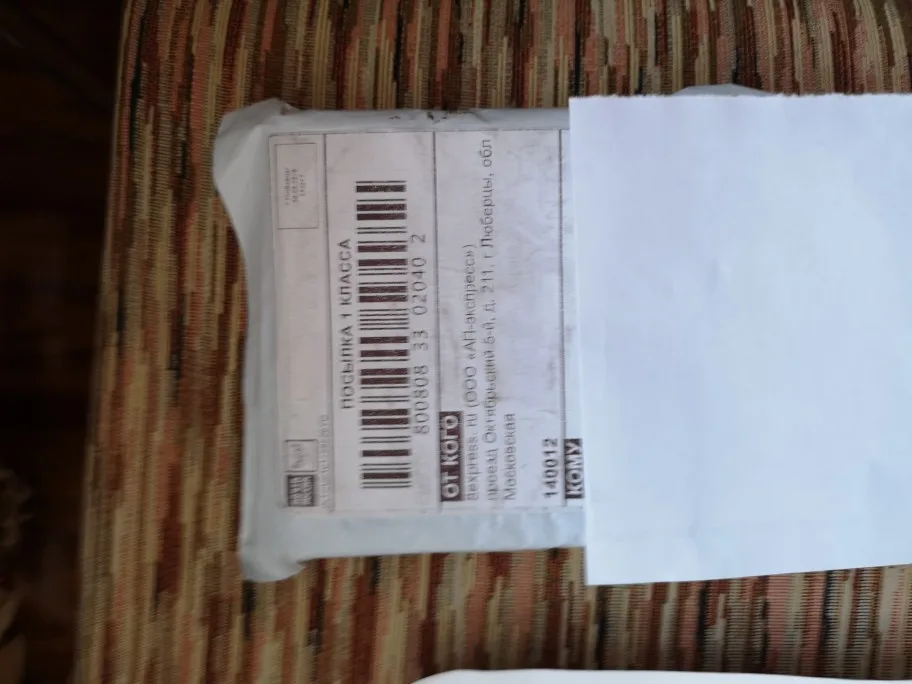 ПОСЫЛКА 1 КЛАССА
800808 33 02040 2
ОТ КОГО
Bexpress. ru (ООО «АП-экспресс»)
проезд Октябрьский 5-й, д. 211, г Люберцы, обл
Московская
140012
КОМУ